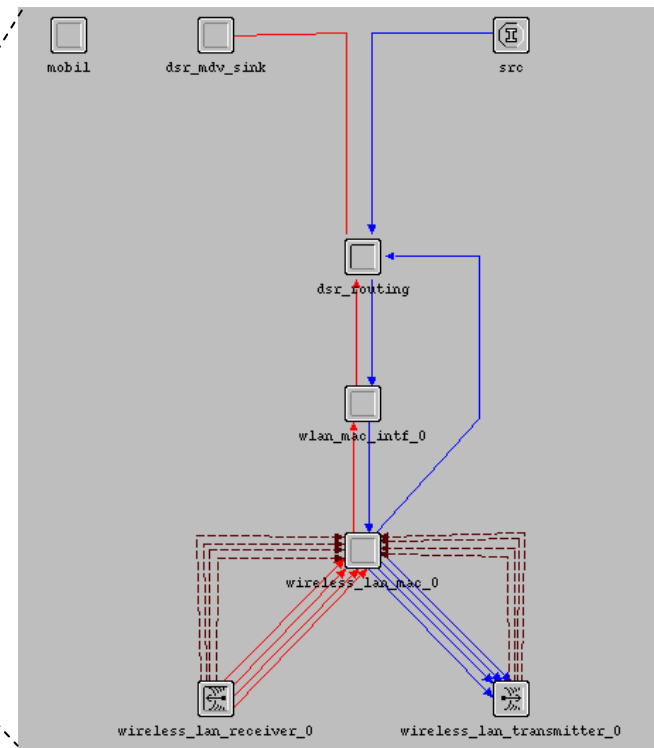 mobil
dsr_mdv_sink
src
dsr_routing
wlan_mac_intf_0
wireless_lan_mac_0
wireless_lan_receiver_0
wireless_lan_transmitter_0